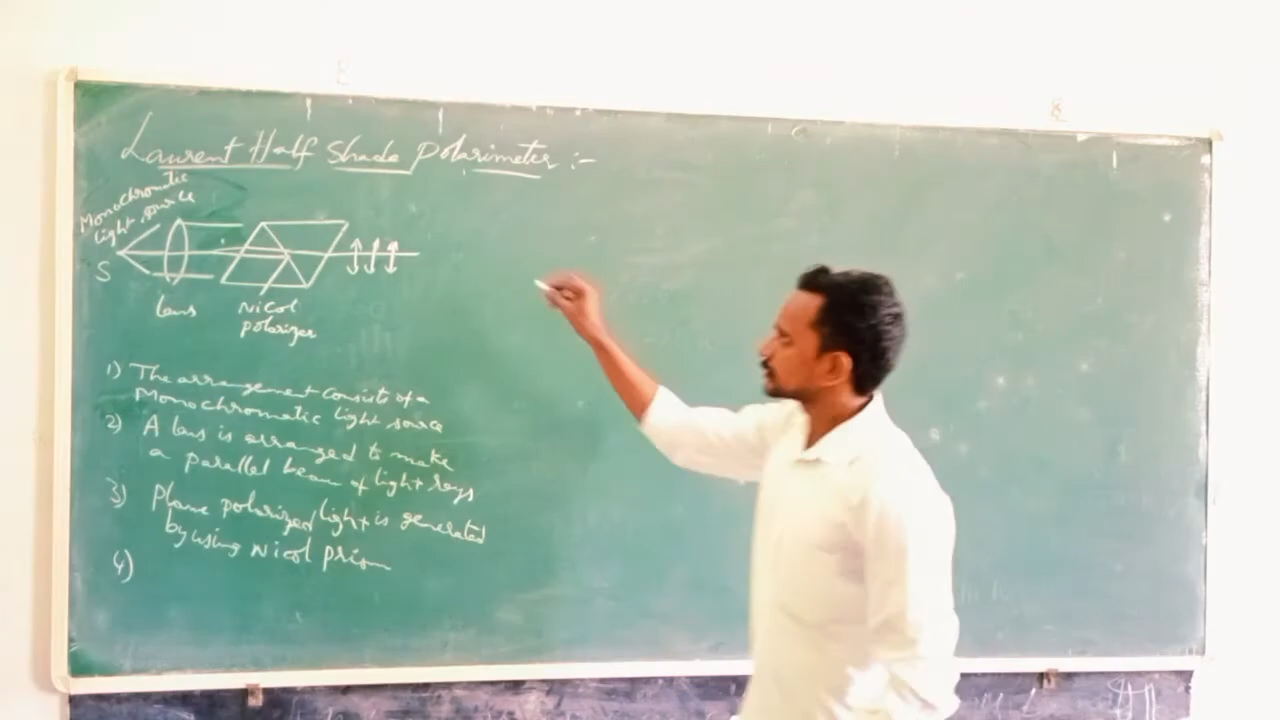 Laurent Half Shade Polarimeter :-
Monochromatic
light source
S
lens
Nicol
polarizer
1) The arrangement consists of a
Monochromatic light source
2) A lens is arranged to make
a parallel beam of light rays
3) Plane polarized light is generated
by using Nicol prism
4)